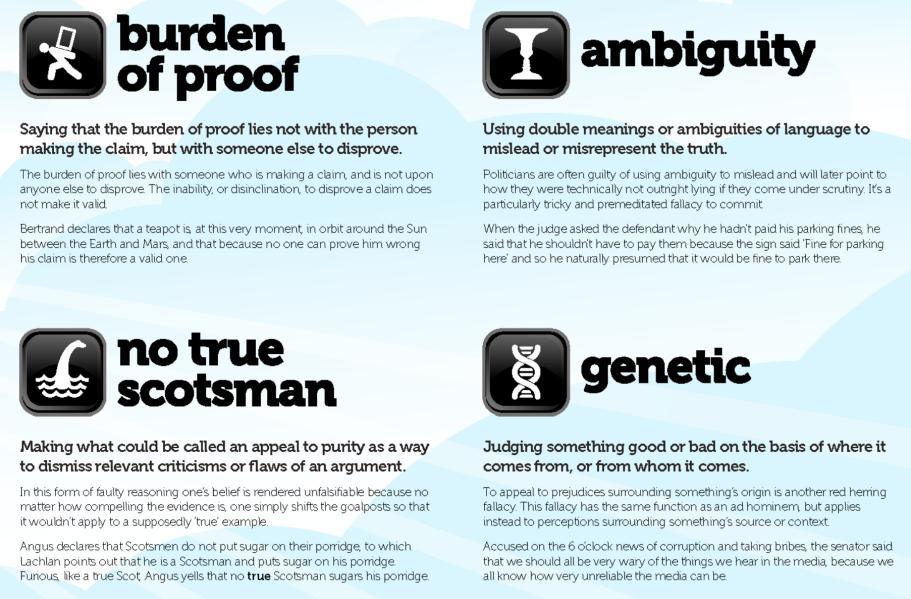 burden
of proof
Saying that the burden of proof lies not with the person
making the claim, but with someone else to disprove.
The burden of proof lies with someone who is making a claim, and is not upon
anyone else to disprove. The inability, or disinclination, to disprove a claim does
not make it valid.
Bertrand declares that a teapot is, at this very moment, in orbit around the Sun
between the Earth and Mars, and that because no one can prove him wrong
his claim is therefore a valid one.
ambiguity
Using double meanings or ambiguities of language to
mislead or misrepresent the truth.
Politicians are often guilty of using ambiguity to mislead and will later point to
how they were technically not outright lying if they come under scrutiny. It's a
particularly tricky and premeditated fallacy to commit.
When the judge asked the defendant why he hadn't paid his parking fines, he
said that he shouldn't have to pay them because the sign said 'Fine for parking
here' and so he naturally presumed that it would be fine to park there.
no true
scotsman
Making what could be called an appeal to purity as a way
to dismiss relevant criticisms or flaws of an argument.
In this form of faulty reasoning one's belief is rendered unfalsifiable because no
matter how compelling the evidence is, one simply shifts the goalposts so that
it wouldn't apply to a supposedly 'true' example.
Angus declares that Scotsmen do not put sugar on their porridge, to which
Lachlan points out that he is a Scotsman and puts sugar on his porridge.
Furious, like a true Scot, Angus yells that no true Scotsman sugars his porridge.
genetic
Judging something good or bad on the basis of where it
comes from, or from whom it comes.
To appeal to prejudices surrounding something's origin is another red herring
fallacy. This fallacy has the same function as an ad hominem, but applies
instead to perceptions surrounding something's source or context.
Accused on the 6 o'clock news of corruption and taking bribes, the senator said
that we should all be very wary of the things we hear in the media, because we
all know how very unreliable the media can be.